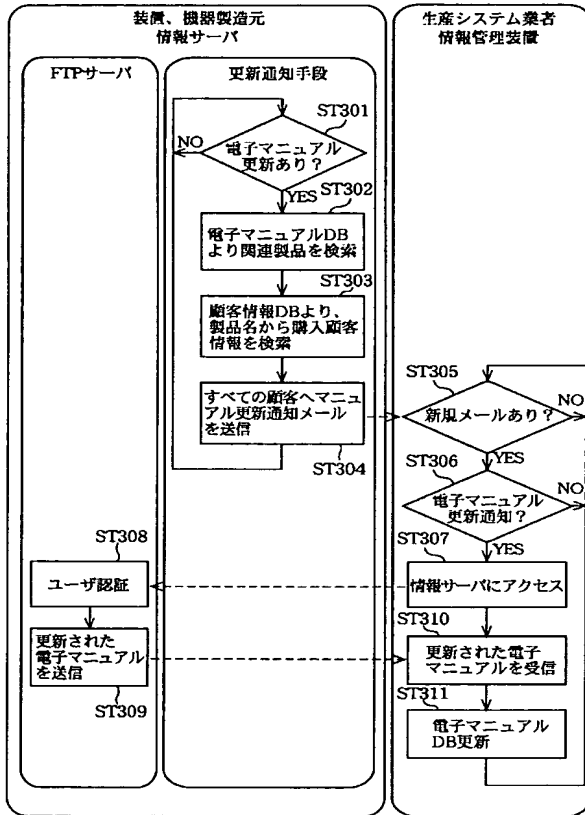 装置、機器製造元
情報サーバ
生産システム業者
情報管理装置
FTPサーバ
更新通知手段
ST301
NO
電子マニュアル
更新あり?
YES
ST302
電子マニュアルDB
より関連製品を検索
ST303
顧客情報DBより、
製品名から購入顧客
情報を検索
すべての顧客へマニュ
アル更新通知メール
を送信
ST304
ST305
NO
新規メールあり?
YES
ST306
NO
電子マニュアル
更新通知?
YES
ST307
情報サーバにアクセス
ST308
ユーザ認証
更新された
電子マニュアル
を送信
ST309
ST310
更新された電子
マニュアルを受信
ST311
電子マニュアル
DB更新